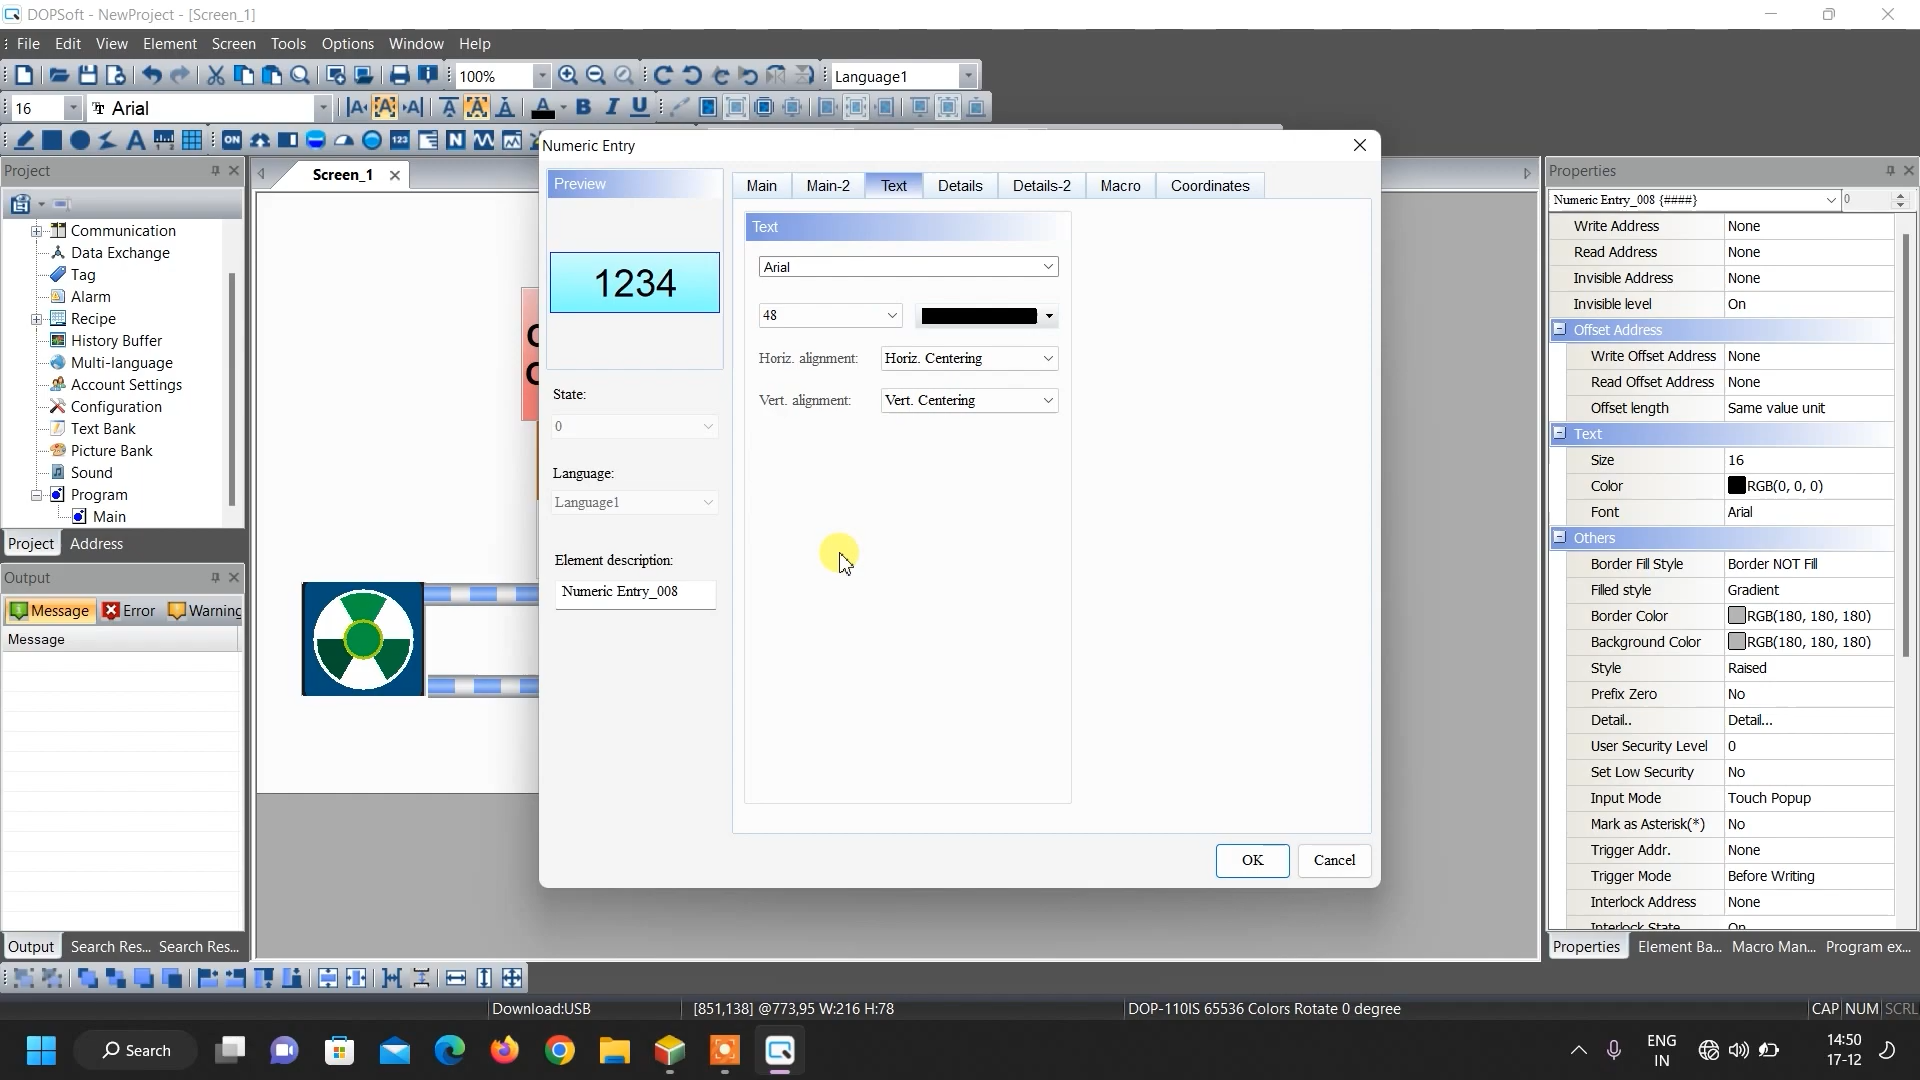 DOPSoft - NewProject - [Screen_1]
File Edit View Element Screen Tools Options Window Help
100% Language1
16 Arial
ON 123 N
Project
Screen_1
Numeric Entry
Properties
Preview
Main Main-2 Text Details Details-2 Macro Coordinates
Numeric Entry_008 {####} 0
Communication
Data Exchange
Tag
Alarm
Recipe
History Buffer
Multi-language
Account Settings
Configuration
Text Bank
Picture Bank
Sound
Program
Main
Project Address
Output
Message Error Warning
Message
Output Search Res... Search Res...
1234
State:
0
Language:
Language1
Element description:
Numeric Entry_008
Text
Arial
48
Horiz. alignment: Horiz. Centering
Vert. alignment: Vert. Centering
OK Cancel
Write Address None
Read Address None
Invisible Address None
Invisible level On
Offset Address
Write Offset Address None
Read Offset Address None
Offset length Same value unit
Text
Size 16
Color RGB(0, 0, 0)
Font Arial
Others
Border Fill Style Border NOT Fill
Filled style Gradient
Border Color RGB(180, 180, 180)
Background Color RGB(180, 180, 180)
Style Raised
Prefix Zero No
Detail.. Detail...
User Security Level 0
Set Low Security No
Input Mode Touch Popup
Mark as Asterisk(*) No
Trigger Addr. None
Trigger Mode Before Writing
Interlock Address None
Interlock State On
Properties Element Ba... Macro Man... Program ex...
Download:USB [851,138] @773,95 W:216 H:78 DOP-110IS 65536 Colors Rotate 0 degree CAP NUM SCRL
Search
ENG
IN
14:50
17-12